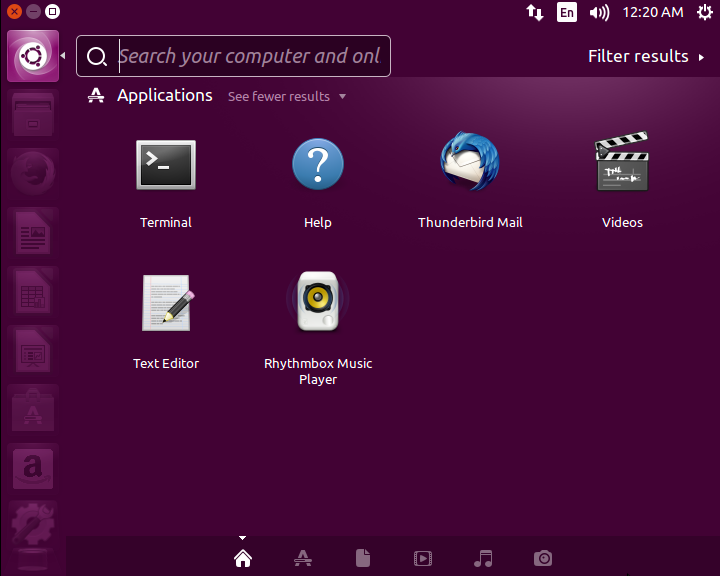 En
12:20 AM
Search your computer and onl
Filter results
Applications
See fewer results
Terminal
Help
Thunderbird Mail
Videos
Text Editor
Rhythmbox Music
Player